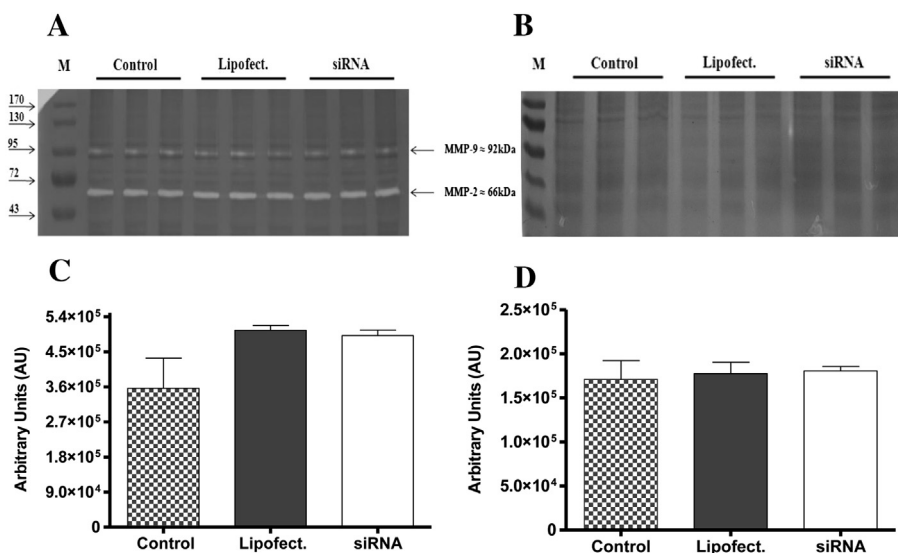 A
B
M
Control
Lipofect.
siRNA
M
Control
Lipofect.
siRNA
170
130
95
72
43
MMP-9 ≈ 92kDa
MMP-2 ≈ 66kDa
C
D
Arbitrary Units (AU)
5.4×10⁵
4.5×10⁵
3.6×10⁵
2.7×10⁵
1.8×10⁵
9.0×10⁴
0
Control
Lipofect.
siRNA
Arbitrary Units (AU)
2.5×10⁵
2.0×10⁵
1.5×10⁵
1.0×10⁵
5.0×10⁴
0
Control
Lipofect.
siRNA